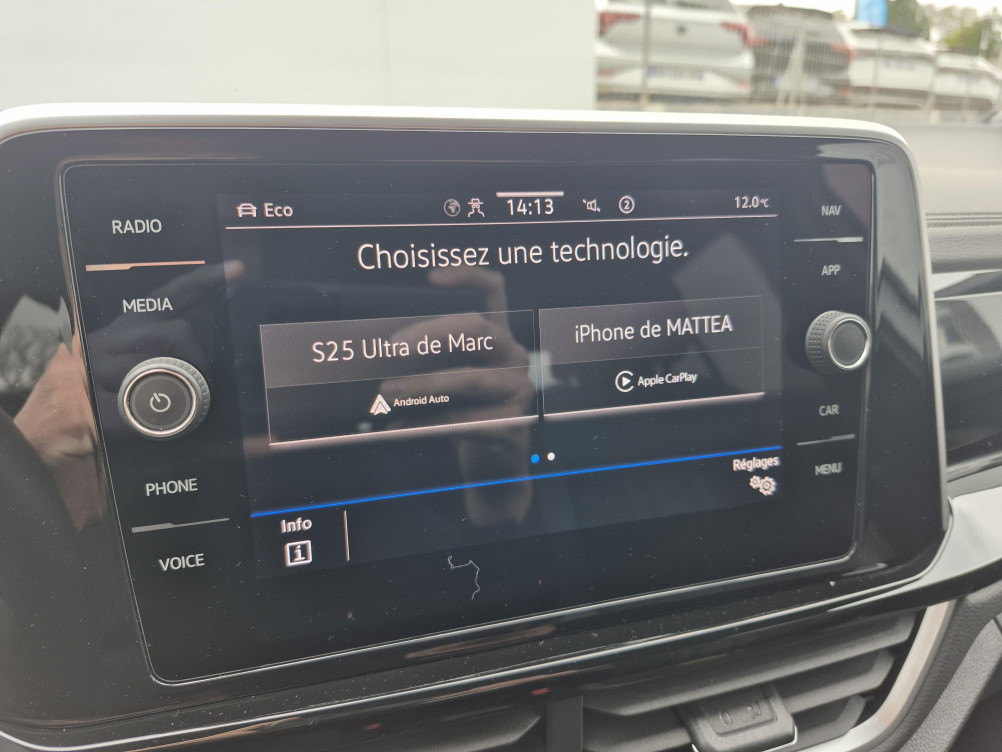 Eco 14:13 2 12.0°C
Choisissez une technologie.
S25 Ultra de Marc
Android Auto
iPhone de MATTEA
Apple CarPlay
Réglages
Info
i
RADIO
MEDIA
PHONE
VOICE
NAV
APP
CAR
MENU